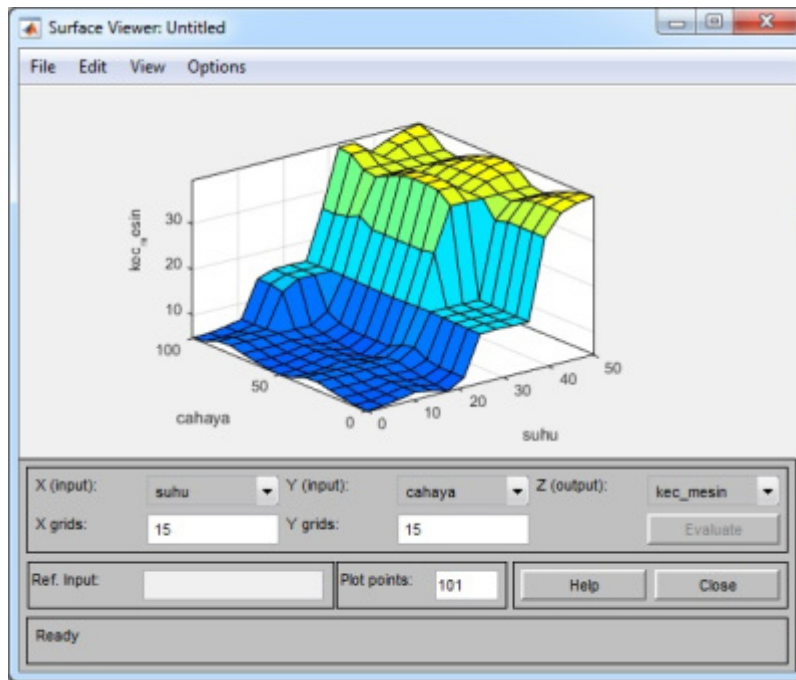 Surface Viewer: Untitled
File Edit View Options
kec_mesin
30
20
10
100
50
0
cahaya
0
10
20
30
40
50
suhu
X (input): suhu Y (input): cahaya Z (output): kec_mesin
X grids: 15 Y grids: 15 Evaluate
Ref. Input: Plot points: 101 Help Close
Ready